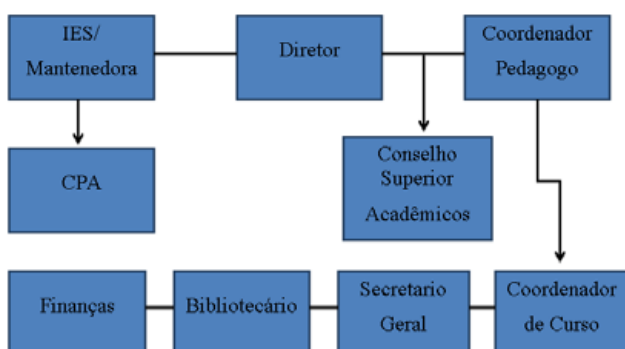 IES/
Mantenedora
Diretor
Coordenador
Pedagogo
CPA
Conselho
Superior
Acadêmicos
Finanças
Bibliotecário
Secretario
Geral
Coordenador
de Curso